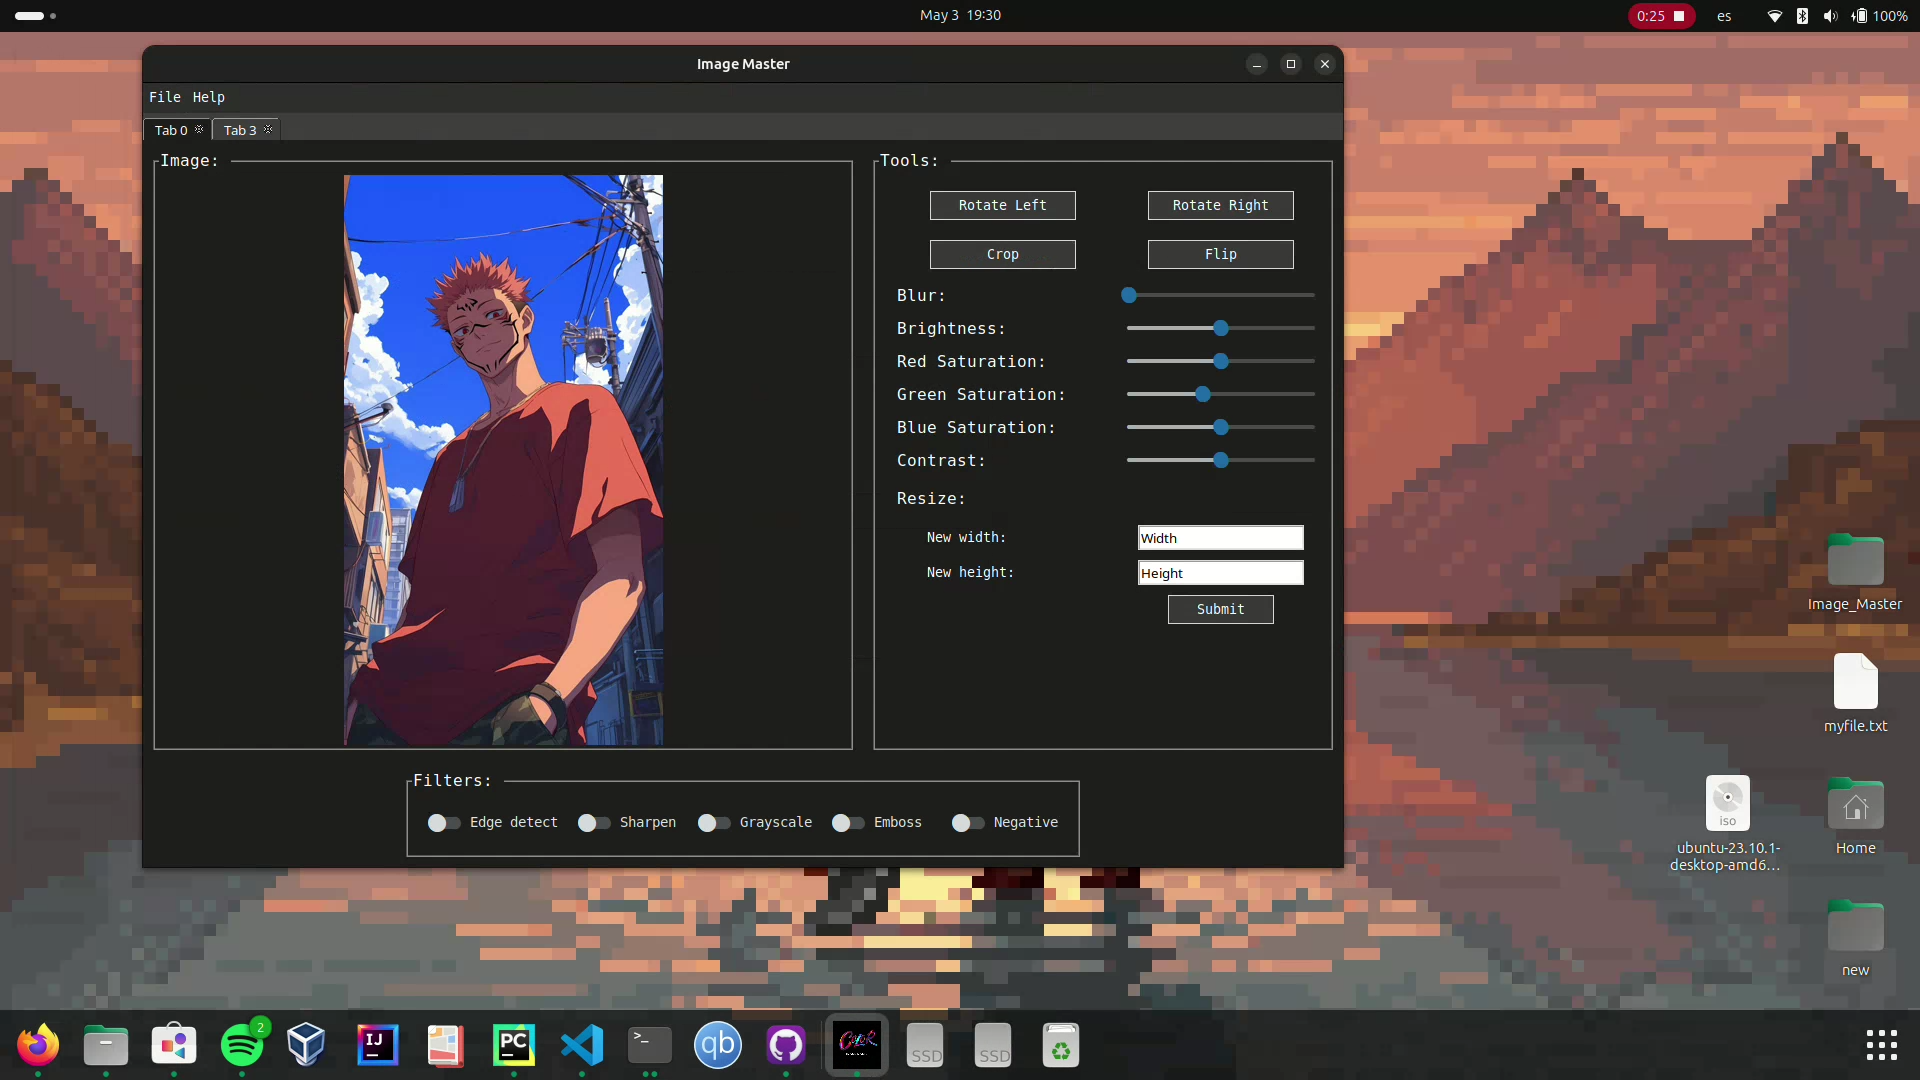 May 3 19:30
0:25
es
100%
Image Master
File Help
Tab 0 Tab 3
Image:
Tools:
Rotate Left Rotate Right
Crop Flip
Blur:
Brightness:
Red Saturation:
Green Saturation:
Blue Saturation:
Contrast:
Resize:
New width: Width
New height: Height
Submit
Filters:
Edge detect Sharpen Grayscale Emboss Negative
Image_Master
myfile.txt
iso
ubuntu-23.10.1-
desktop-amd6...
Home
new
2
IJ
PC
>_
qb
SSD
SSD